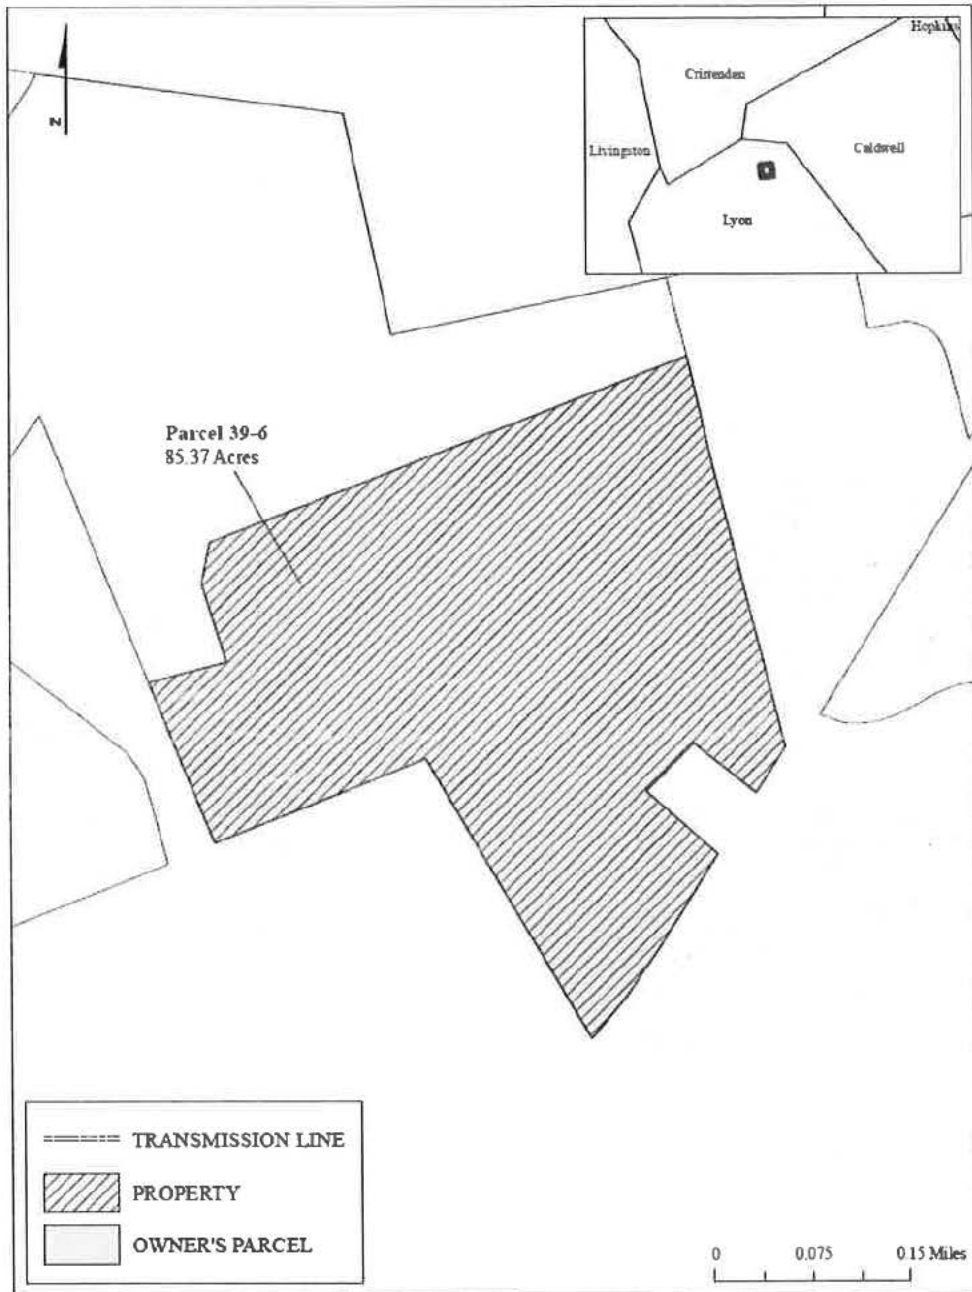 N
Hopkins
Crittenden
Livingston
Caldwell
Lyon
Parcel 39-6
85.37 Acres
TRANSMISSION LINE
PROPERTY
OWNER'S PARCEL
0 0.075 0.15 Miles